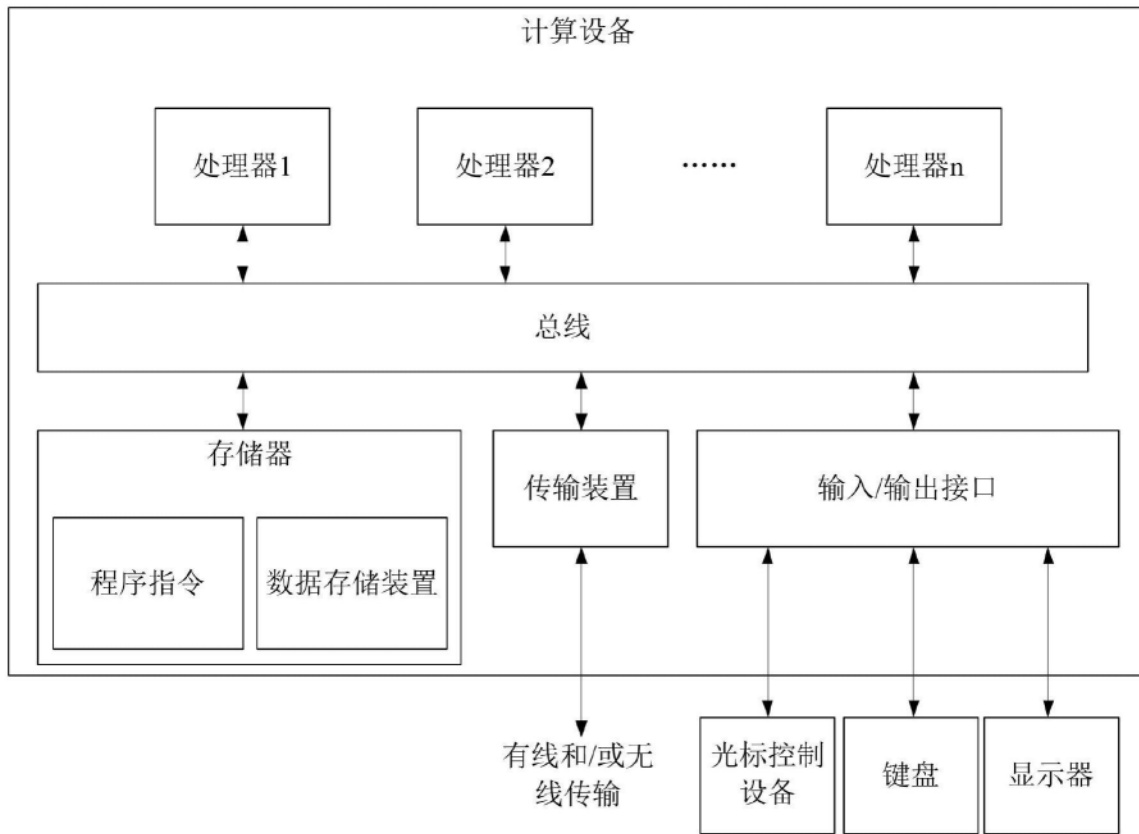 计算设备
处理器1
处理器2
……
处理器n
总线
存储器
程序指令
数据存储装置
传输装置
输入/输出接口
有线和/或无
线传输
光标控制
设备
键盘
显示器